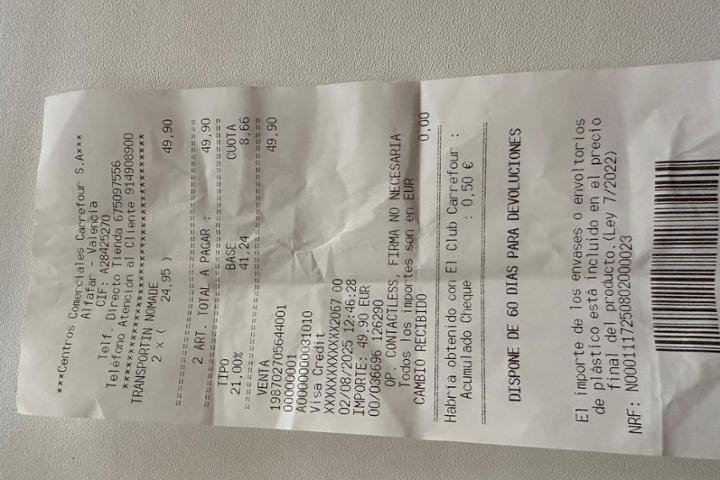 ***Centros Comerciales Carrefour S.A***
Alfafar - Valencia
CIF: A28425270
Telf. Directo Tienda 675097556
Teléfono Atención al Cliente 914908900
****************************************
TRANSPORTIN NOMADE
2 x ( 24,95 ) 49,90
========================================
2 ART. TOTAL A PAGAR : 49,90
========================================
TIPO BASE CUOTA
21,00% 41,24 8,66
========================================
VENTA 49,90
198702705644001
00000001
A0000000031010
Visa Credit
XXXXXXXXXXXX2067 00
02/08/2025 12:46:28
IMPORTE: 49,90 EUR
00/036696 126290
OP. CONTACTLESS, FIRMA NO NECESARIA
Todos los importes son en EUR
CAMBIO RECIBIDO 0,00
Habría obtenido con El Club Carrefour :
Acumulado Cheque : 0,50 €
DISPONE DE 60 DIAS PARA DEVOLUCIONES
El importe de los envases o envoltorios
de plástico está incluido en el precio
final del producto.(Ley 7/2022)
NRF: N0001117250802000023